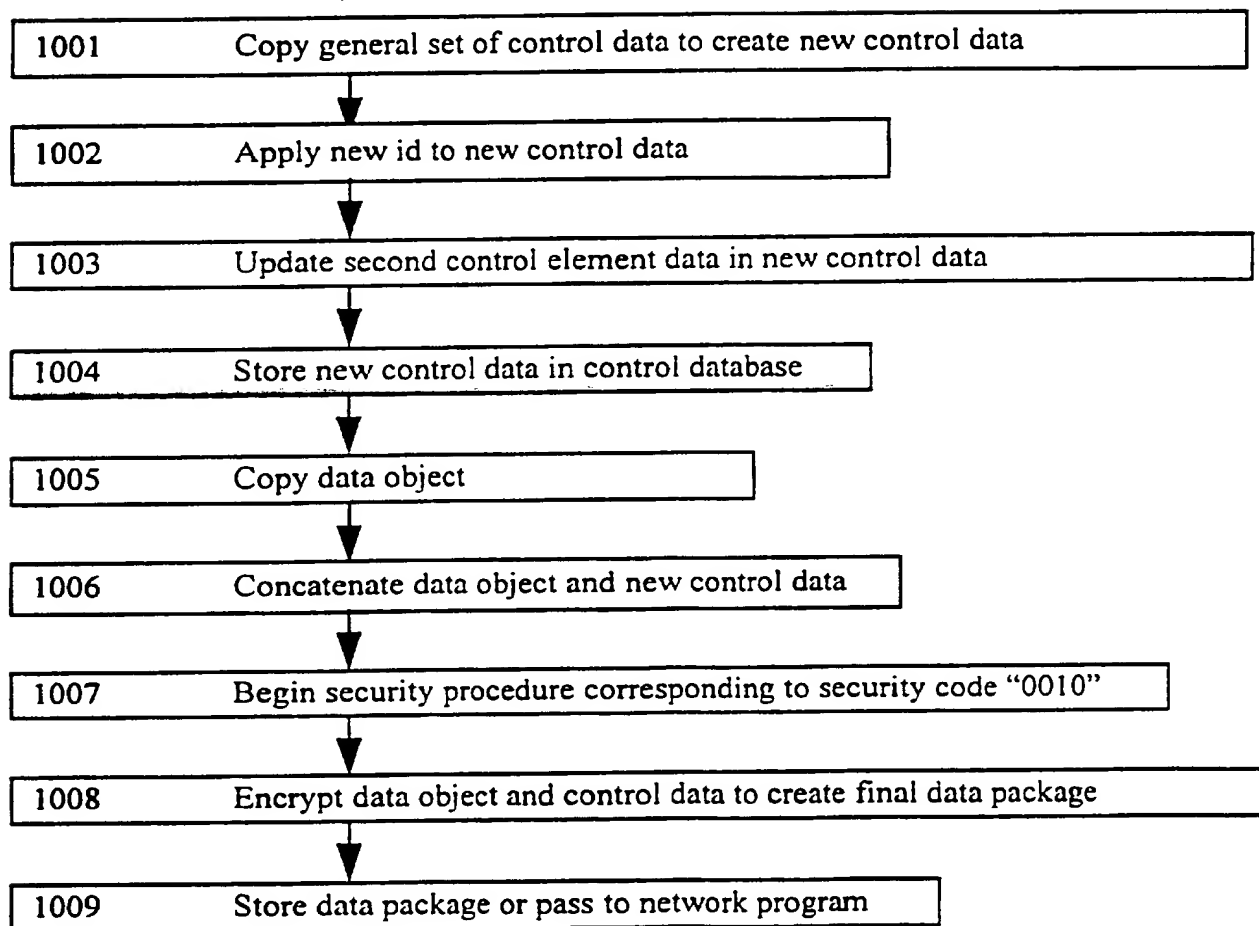 1001 Copy general set of control data to create new control data
1002 Apply new id to new control data
1003 Update second control element data in new control data
1004 Store new control data in control database
1005 Copy data object
1006 Concatenate data object and new control data
1007 Begin security procedure corresponding to security code “0010”
1008 Encrypt data object and control data to create final data package
1009 Store data package or pass to network program